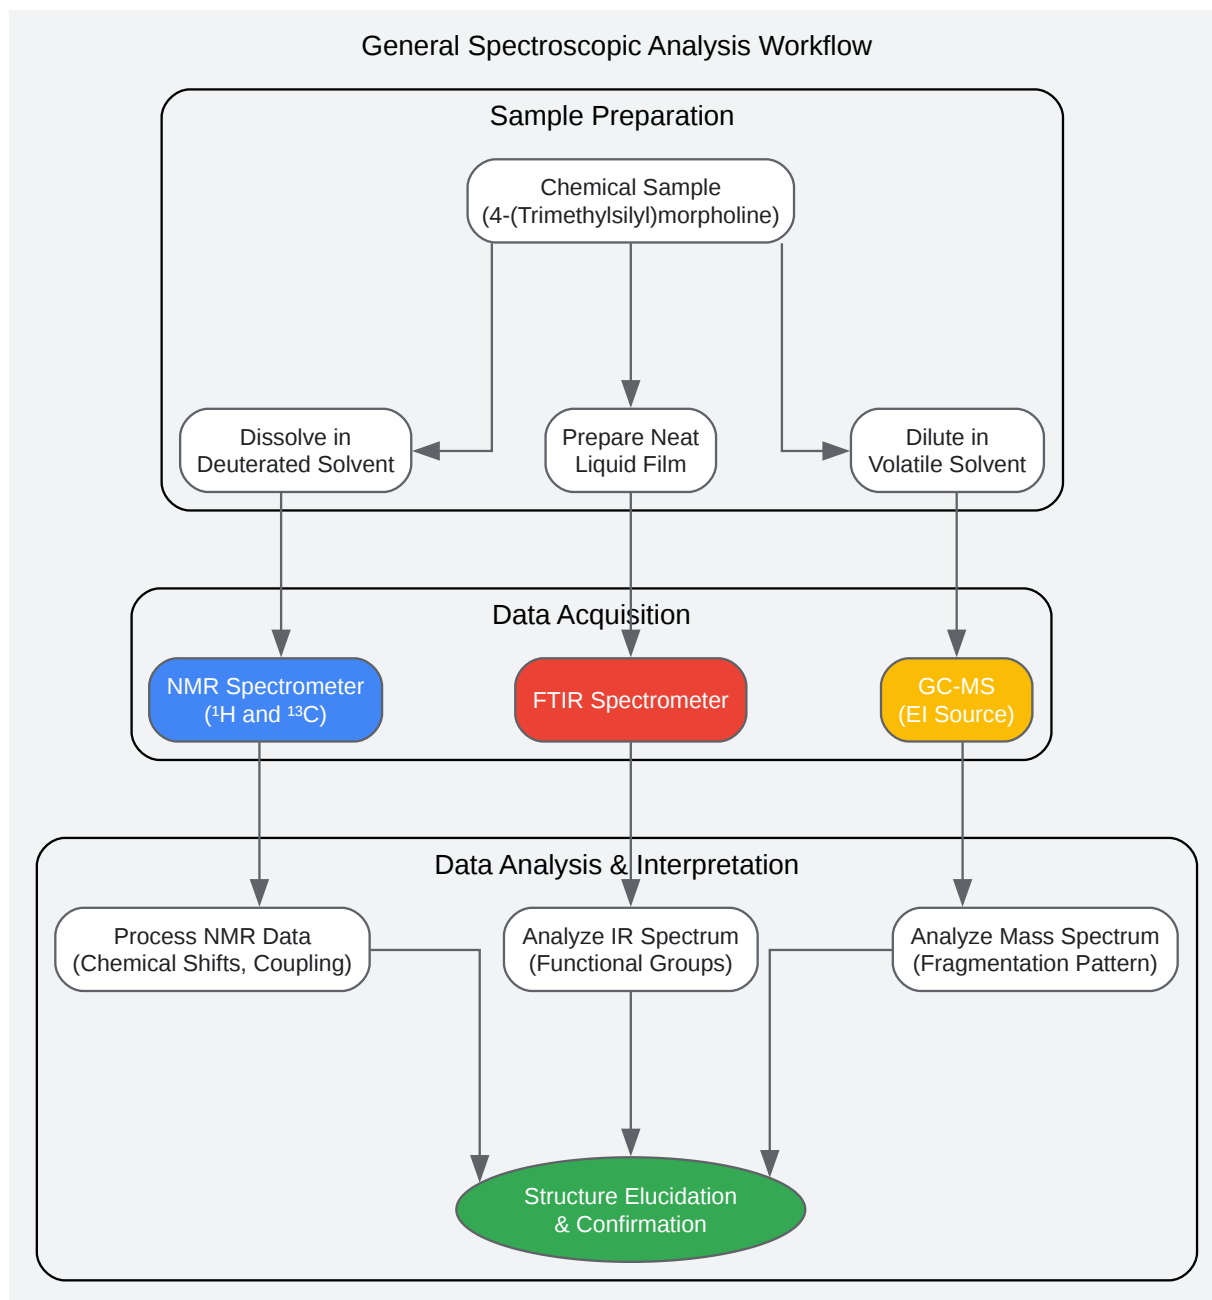 General Spectroscopic Analysis Workflow
Sample Preparation
Chemical Sample
(4-(Trimethylsilyl)morpholine)
Dissolve in
Deuterated Solvent
Prepare Neat
Liquid Film
Dilute in
Volatile Solvent
Data Acquisition
NMR Spectrometer
(¹H and ¹³C)
FTIR Spectrometer
GC-MS
(EI Source)
Data Analysis & Interpretation
Process NMR Data
(Chemical Shifts, Coupling)
Analyze IR Spectrum
(Functional Groups)
Analyze Mass Spectrum
(Fragmentation Pattern)
Structure Elucidation
& Confirmation